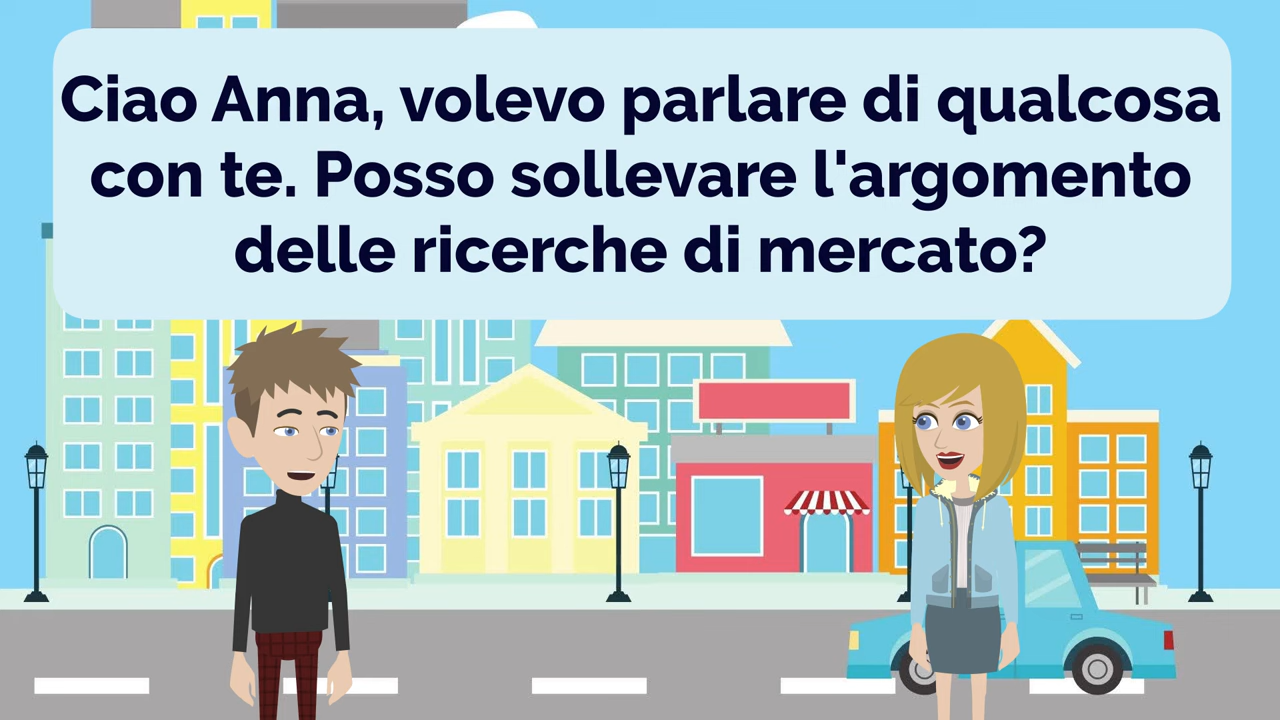 Ciao Anna, volevo parlare di qualcosa
con te. Posso sollevare l'argomento
delle ricerche di mercato?